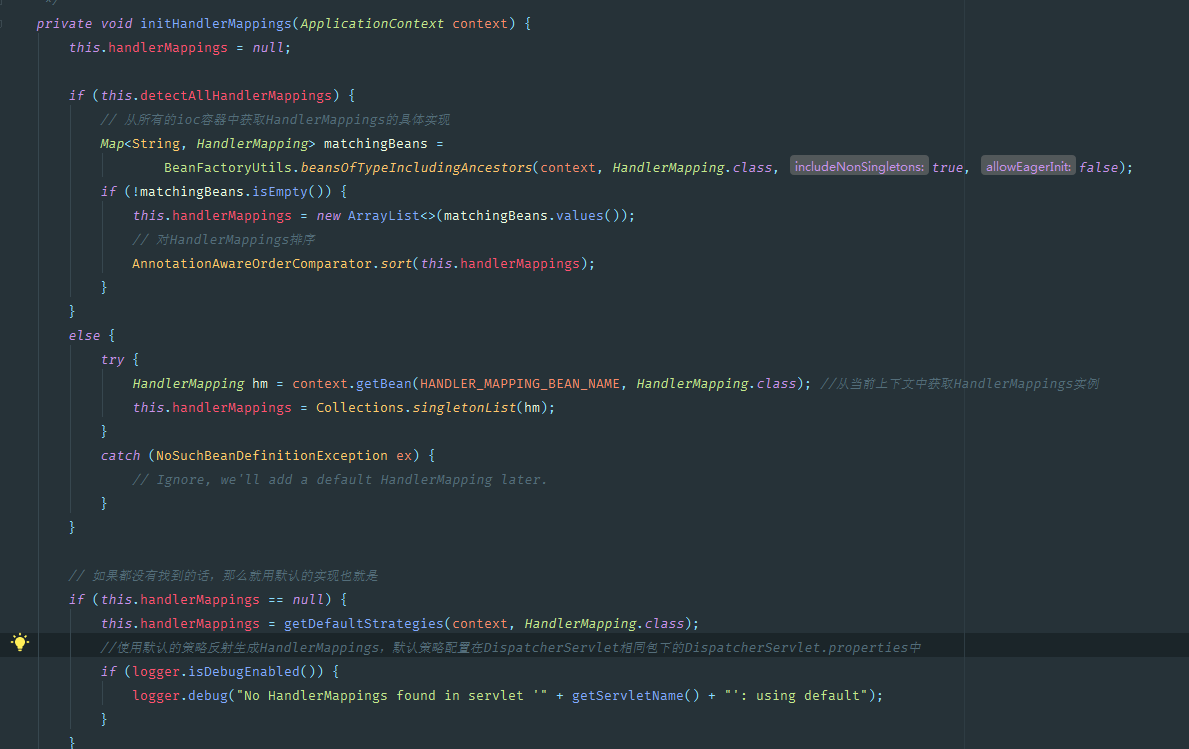 */
private void initHandlerMappings(ApplicationContext context) {
this.handlerMappings = null;
if (this.detectAllHandlerMappings) {
// 从所有的ioc容器中获取HandlerMappings的具体实现
Map<String, HandlerMapping> matchingBeans =
BeanFactoryUtils.beansOfTypeIncludingAncestors(context, HandlerMapping.class, includeNonSingletons: true, allowEagerInit: false);
if (!matchingBeans.isEmpty()) {
this.handlerMappings = new ArrayList<>(matchingBeans.values());
// 对HandlerMappings排序
AnnotationAwareOrderComparator.sort(this.handlerMappings);
}
}
else {
try {
HandlerMapping hm = context.getBean(HANDLER_MAPPING_BEAN_NAME, HandlerMapping.class); //从当前上下文中获取HandlerMappings实例
this.handlerMappings = Collections.singletonList(hm);
}
catch (NoSuchBeanDefinitionException ex) {
// Ignore, we'll add a default HandlerMapping later.
}
}
// 如果都没有找到的话，那么就用默认的实现也就是
if (this.handlerMappings == null) {
this.handlerMappings = getDefaultStrategies(context, HandlerMapping.class);
//使用默认的策略反射生成HandlerMappings，默认策略配置在DispatcherServlet相同包下的DispatcherServlet.properties中
if (logger.isDebugEnabled()) {
logger.debug("No HandlerMappings found in servlet '" + getServletName() + "': using default");
}
}